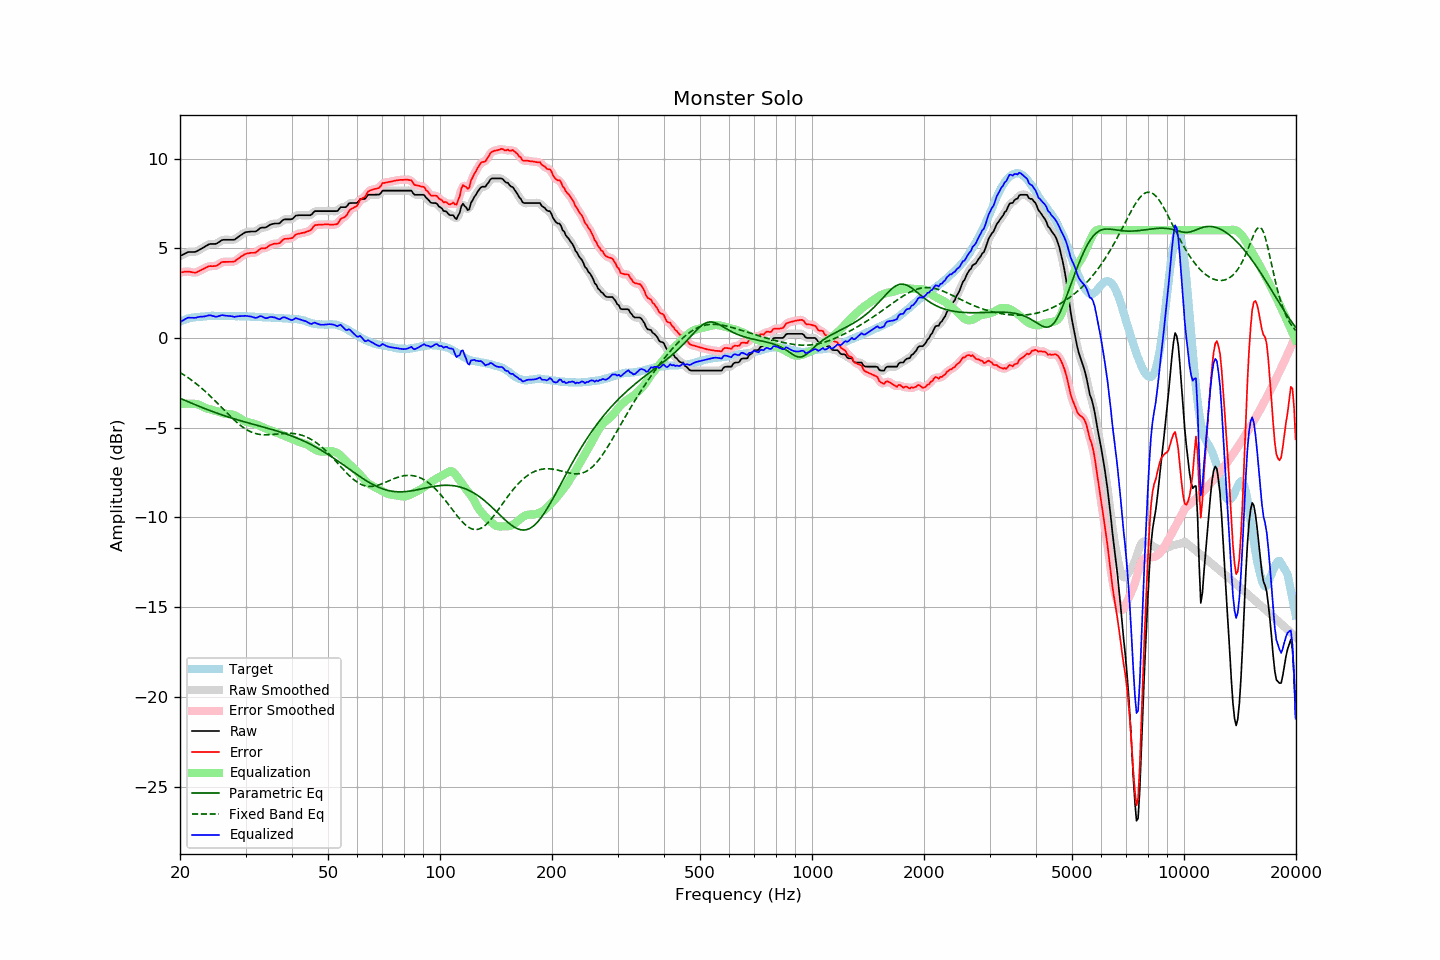 Monster Solo
Amplitude (dBr)
10
5
0
−5
−10
−15
−20
−25
Target
Raw Smoothed
Error Smoothed
Raw
Error
Equalization
Parametric Eq
Fixed Band Eq
Equalized
20 50 100 200 500 1000 2000 5000 10000 20000
Frequency (Hz)